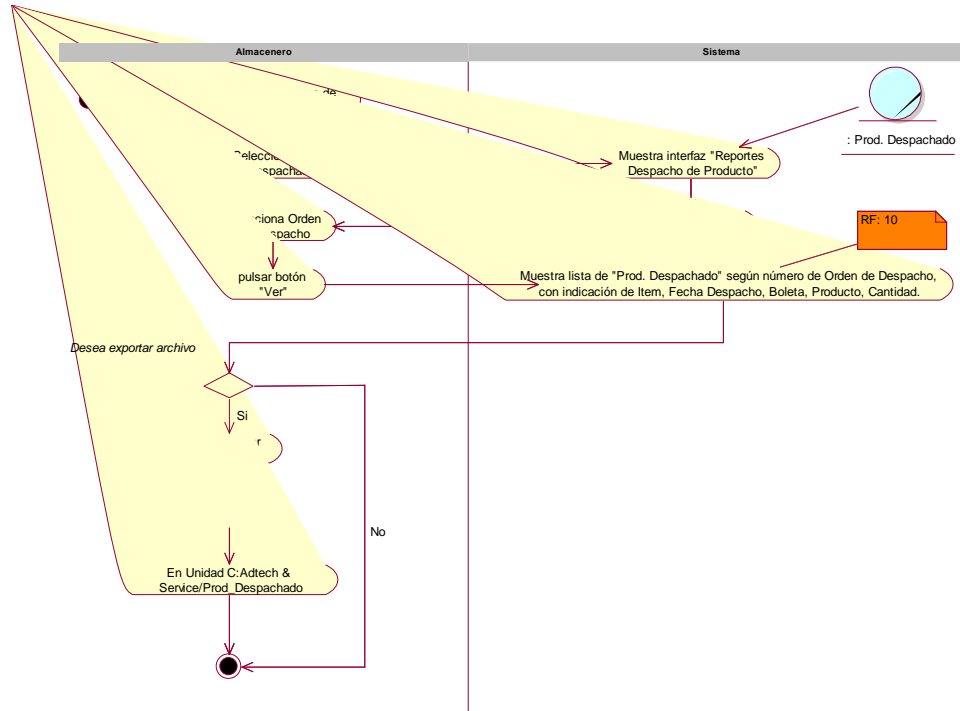 Almacenero
Sistema
de
: Prod. Despachado
Muestra interfaz "Reportes
Despacho de Producto"
Orden
RF: 10
pulsar botón
"Ver"
Muestra lista de "Prod. Despachado" según número de Orden de Despacho,
con indicación de Item, Fecha Despacho, Boleta, Producto, Cantidad.
Desea exportar archivo
Si
No
En Unidad C:Adtech &
Service/Prod_Despachado